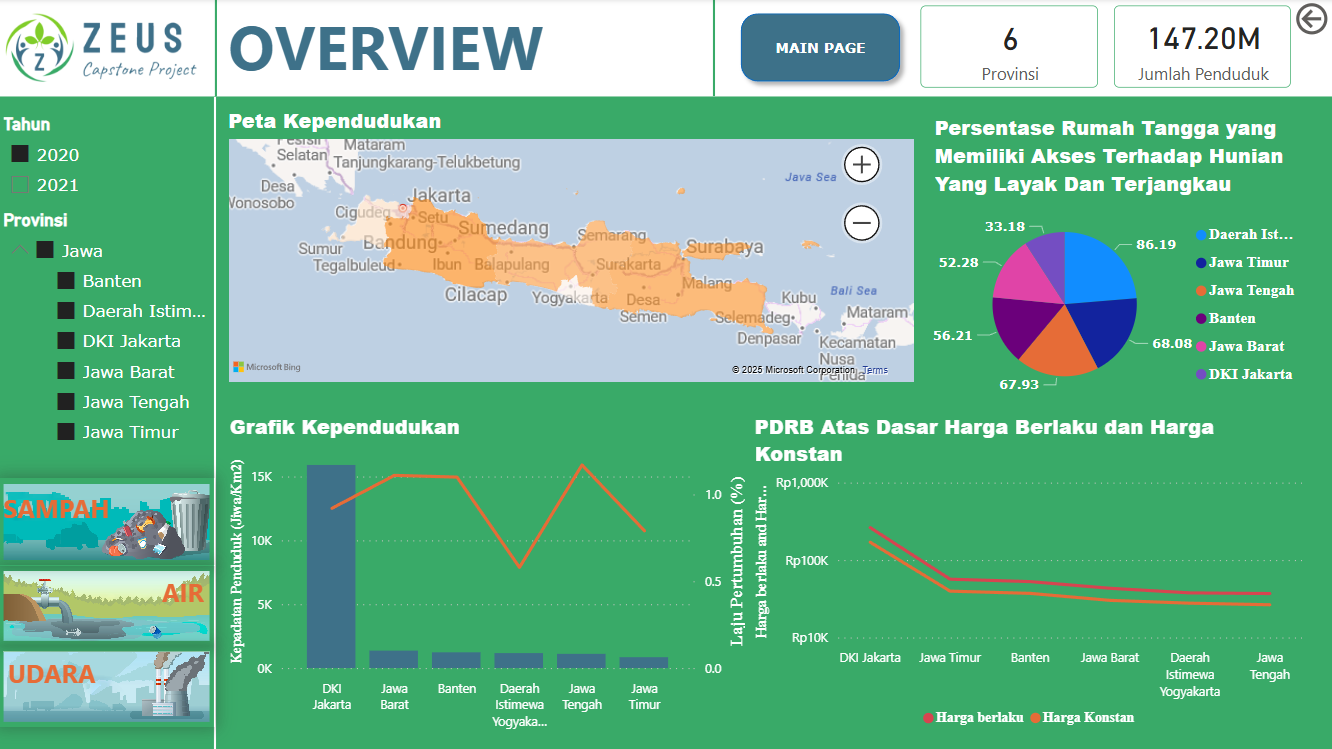 ZEUS
Capstone Project
OVERVIEW
MAIN PAGE
6
Provinsi
147.20M
Jumlah Penduduk
Tahun
2020
2021
Provinsi
Jawa
Banten
Daerah Istim...
DKI Jakarta
Jawa Barat
Jawa Tengah
Jawa Timur
SAMPAH
AIR
UDARA
Peta Kependudukan
Pesisir
Selatan
Mataram
Tanjungkarang-Telukbetung
Desa
Wonosobo
Jakarta
Cigudeg
Setu
Sumedang
Java Sea
Sumur
Bandung
Semarang
Surabaya
Tegalbuleud
Ibun
Balapulang
Surakarta
Cilacap
Yogyakarta
Desa
Semen
Malang
Kubu
Bali Sea
Selemadeg
Mataram
Denpasar
Kecamatan
Nusa
Penida
Microsoft Bing
© 2025 Microsoft Corporation Terms
Persentase Rumah Tangga yang
Memiliki Akses Terhadap Hunian
Yang Layak Dan Terjangkau
33.18
86.19
52.28
56.21
68.08
67.93
Daerah Ist...
Jawa Timur
Jawa Tengah
Banten
Jawa Barat
DKI Jakarta
Grafik Kependudukan
Kepadatan Penduduk (Jiwa/Km2)
15K
10K
5K
0K
1.0
0.5
0.0
Laju Pertumbuhan (%)
DKI
Jakarta
Jawa
Barat
Banten
Daerah
Istimewa
Yogyaka...
Jawa
Tengah
Jawa
Timur
PDRB Atas Dasar Harga Berlaku dan Harga
Konstan
Harga berlaku and Har...
Rp1,000K
Rp100K
Rp10K
DKI Jakarta
Jawa Timur
Banten
Jawa Barat
Daerah
Istimewa
Yogyakarta
Jawa
Tengah
Harga berlaku
Harga Konstan